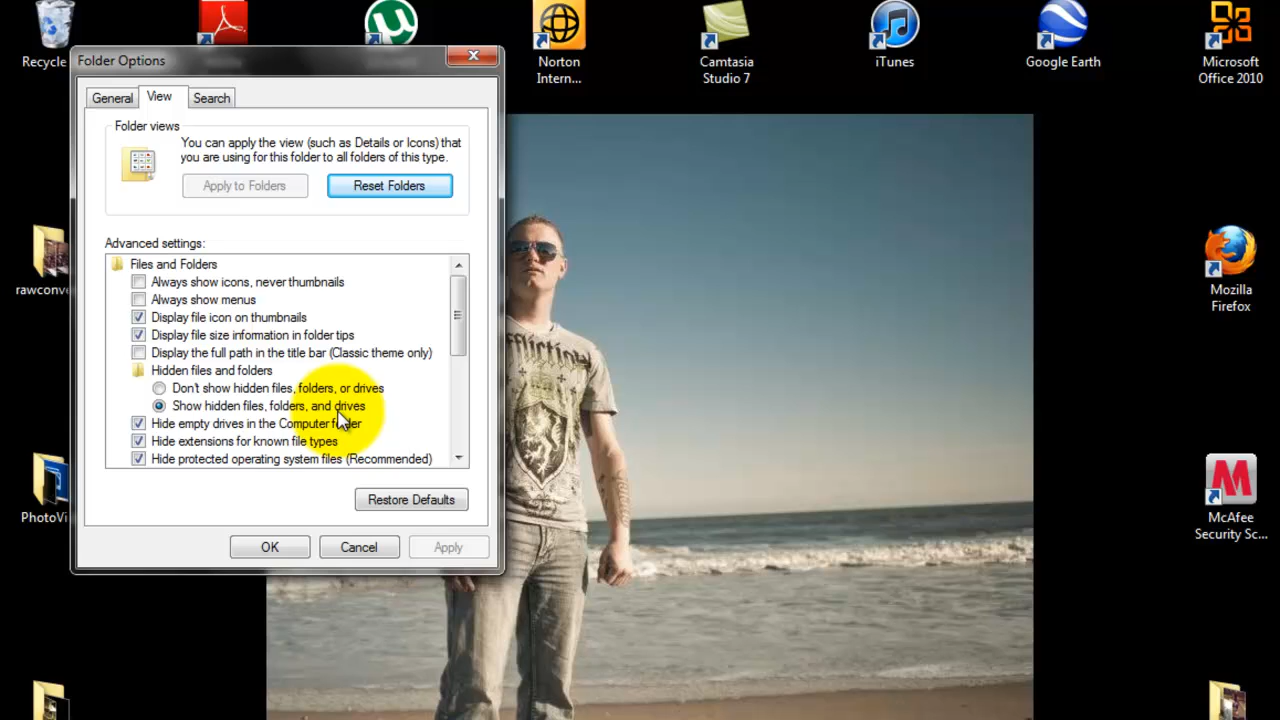 Recycle
Norton
Intern...
Camtasia
Studio 7
iTunes
Google Earth
Microsoft
Office 2010
Folder Options
General
View
Search
Folder views
You can apply the view (such as Details or Icons) that
you are using for this folder to all folders of this type.
Apply to Folders
Reset Folders
Advanced settings:
Files and Folders
Always show icons, never thumbnails
Always show menus
Display file icon on thumbnails
Display file size information in folder tips
Display the full path in the title bar (Classic theme only)
Hidden files and folders
Don't show hidden files, folders, or drives
Show hidden files, folders, and drives
Hide empty drives in the Computer folder
Hide extensions for known file types
Hide protected operating system files (Recommended)
Restore Defaults
OK
Cancel
Apply
rawconve
PhotoVi
Mozilla
Firefox
McAfee
Security Sc...
affliction